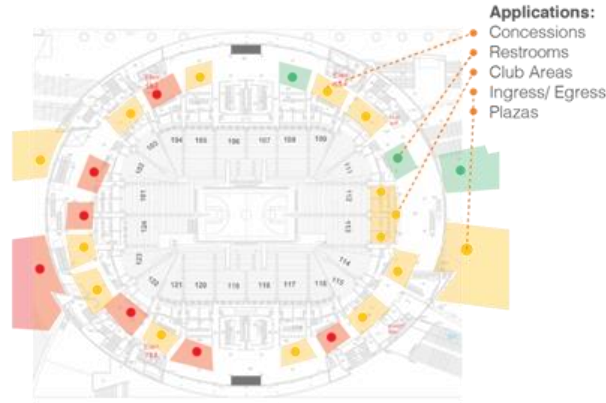 Applications:
Concessions
Restrooms
Club Areas
Ingress/ Egress
Plazas
103 104 105 106 107 108 109
102 111
101 112
124 113
123 114
122 121 120 119 118 117 116 115